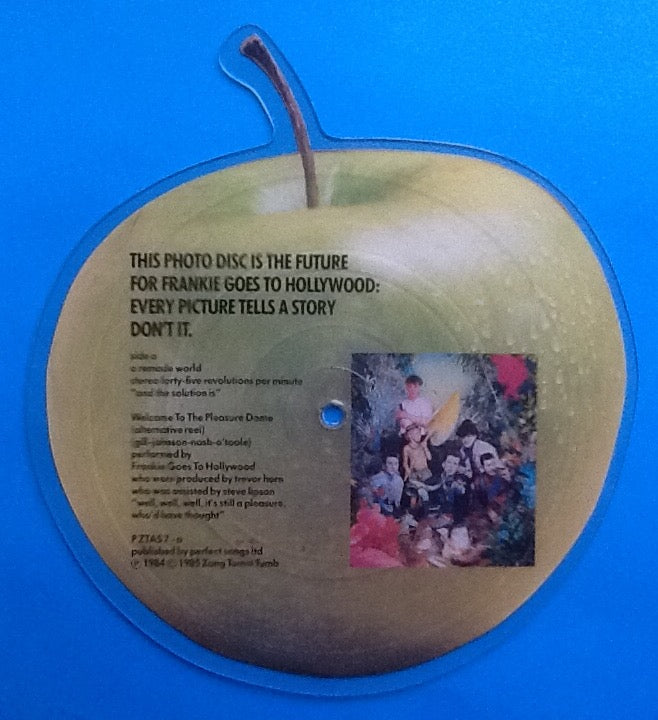 THIS PHOTO DISC IS THE FUTURE
FOR FRANKIE GOES TO HOLLYWOOD:
EVERY PICTURE TELLS A STORY
DON'T IT.
side a
a remade world
stereo forty-five revolutions per minute
"and the solution is"
Welcome To The Pleasure Dome
(alternative reel)
(gill-johnson-nash-o'toole)
performed by
Frankie Goes To Hollywood
who were produced by trevor horn
who was assisted by steve lipson
"well, well, well, it's still a pleasure,
who'd have thought"
P ZTAS 7 - a
published by perfect songs ltd
℗ 1984 © 1985 Zang Tumb Tumb